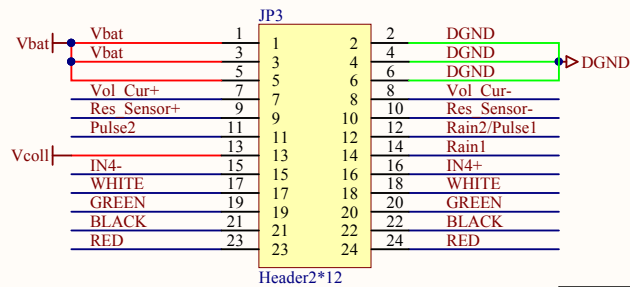 JP3
Vbat Vbat 1 1 2 2 DGND
Vbat 3 3 4 4 DGND DGND
5 5 6 6 DGND
Vol Cur+ 7 7 8 8 Vol Cur-
Res Sensor+ 9 9 10 10 Res Sensor-
Pulse2 11 11 12 12 Rain2/Pulse1
Vcoll 13 13 14 14 Rain1
IN4- 15 15 16 16 IN4+
WHITE 17 17 18 18 WHITE
GREEN 19 19 20 20 GREEN
BLACK 21 21 22 22 BLACK
RED 23 23 24 24 RED
Header2*12